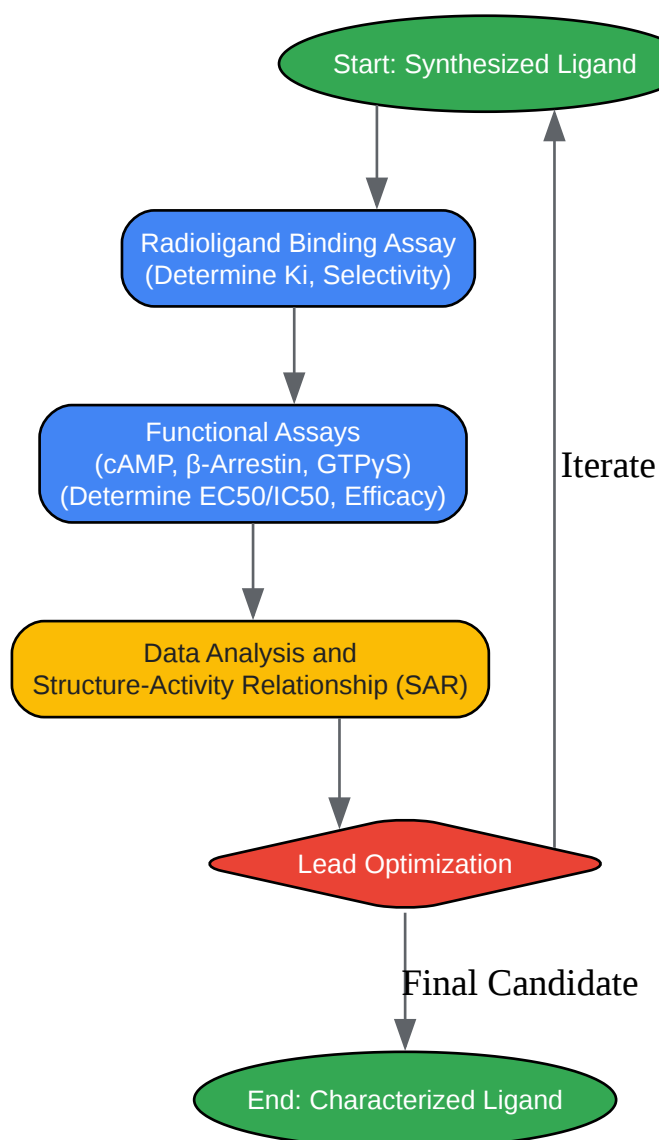 Start: Synthesized Ligand
Radioligand Binding Assay
(Determine Ki, Selectivity)
Functional Assays
(cAMP, β-Arrestin, GTPγS)
(Determine EC50/IC50, Efficacy)
Iterate
Data Analysis and
Structure-Activity Relationship (SAR)
Lead Optimization
Final Candidate
End: Characterized Ligand